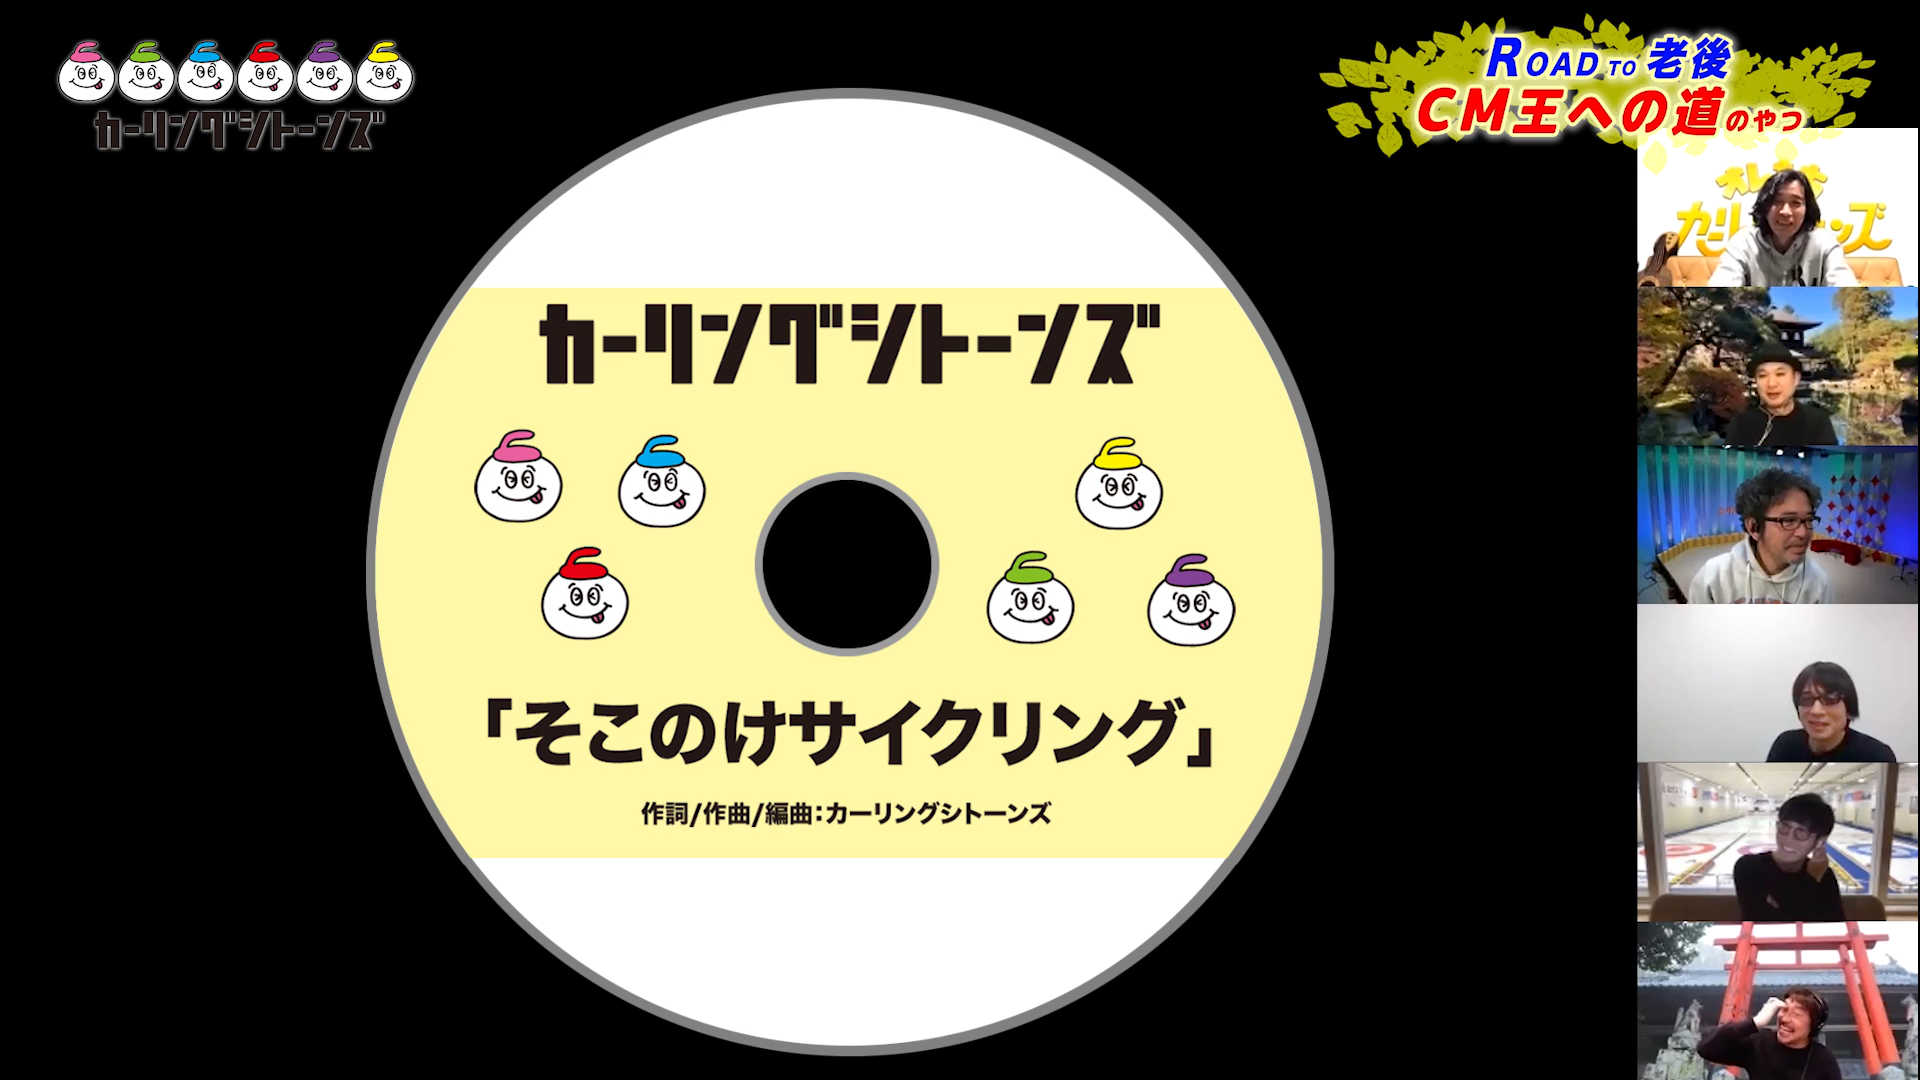 カーリングシトーンズ
ROAD TO 老後
CM王への道のやつ
カーリングシトーンズ
「そこのけサイクリング」
作詞/作曲/編曲:カーリングシトーンズ